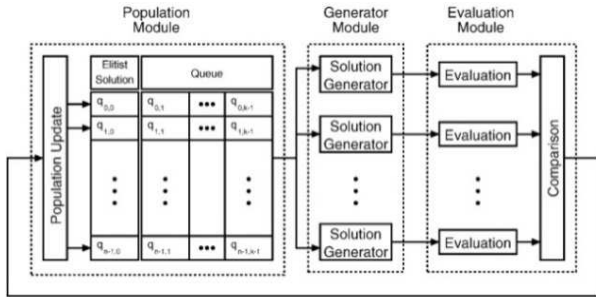 Population
Module
Generator
Module
Evaluation
Module
Population Update
Elitist
Solution
Queue
q0,0 q0,1 ••• q0,k-1
q1,0 q1,1 ••• q1,k-1
qn-1,0 qn-1,1 ••• qn-1,k-1
Solution
Generator
Solution
Generator
Solution
Generator
Evaluation
Evaluation
Evaluation
Comparison